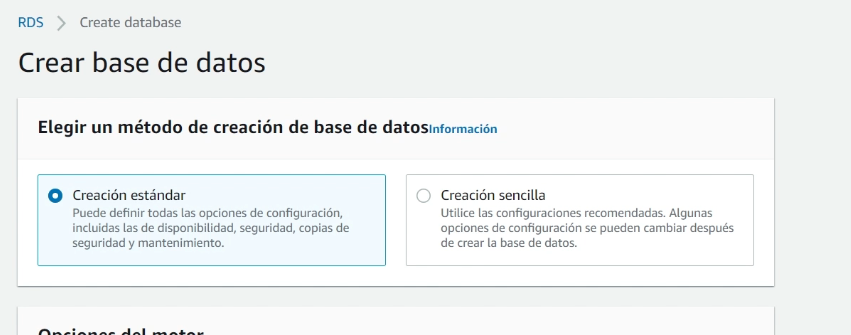 RDS > Create database
Crear base de datos
Elegir un método de creación de base de datos Información
Creación estándar
Puede definir todas las opciones de configuración,
incluidas las de disponibilidad, seguridad, copias de
seguridad y mantenimiento.
Creación sencilla
Utilice las configuraciones recomendadas. Algunas
opciones de configuración se pueden cambiar después
de crear la base de datos.
Opciones del motor